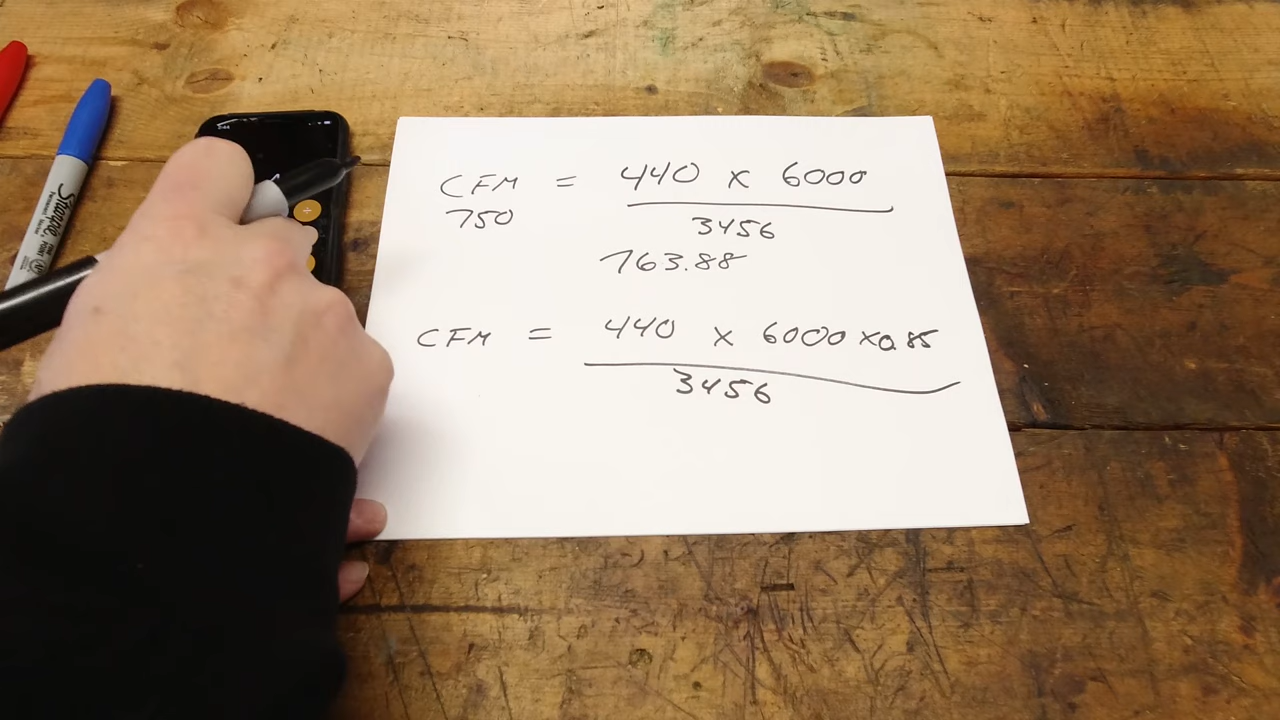 CFM = 440 x 6000
750
3456
763.88
CFM = 440 x 6000 x 0.85
3456
Sharpie